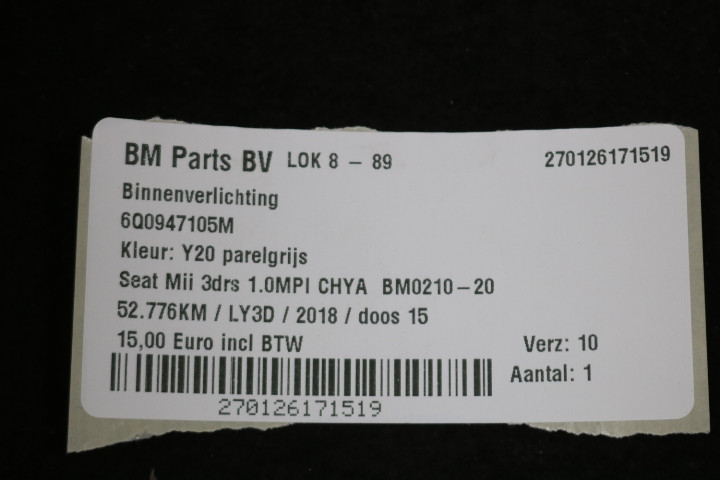 BM Parts BV LOK 8 - 89 270126171519
Binnenverlichting
6Q0947105M
Kleur: Y20 parelgrijs
Seat Mii 3drs 1.0MPI CHYA BM0210-20
52.776KM / LY3D / 2018 / doos 15
15,00 Euro incl BTW Verz: 10
Aantal: 1
270126171519